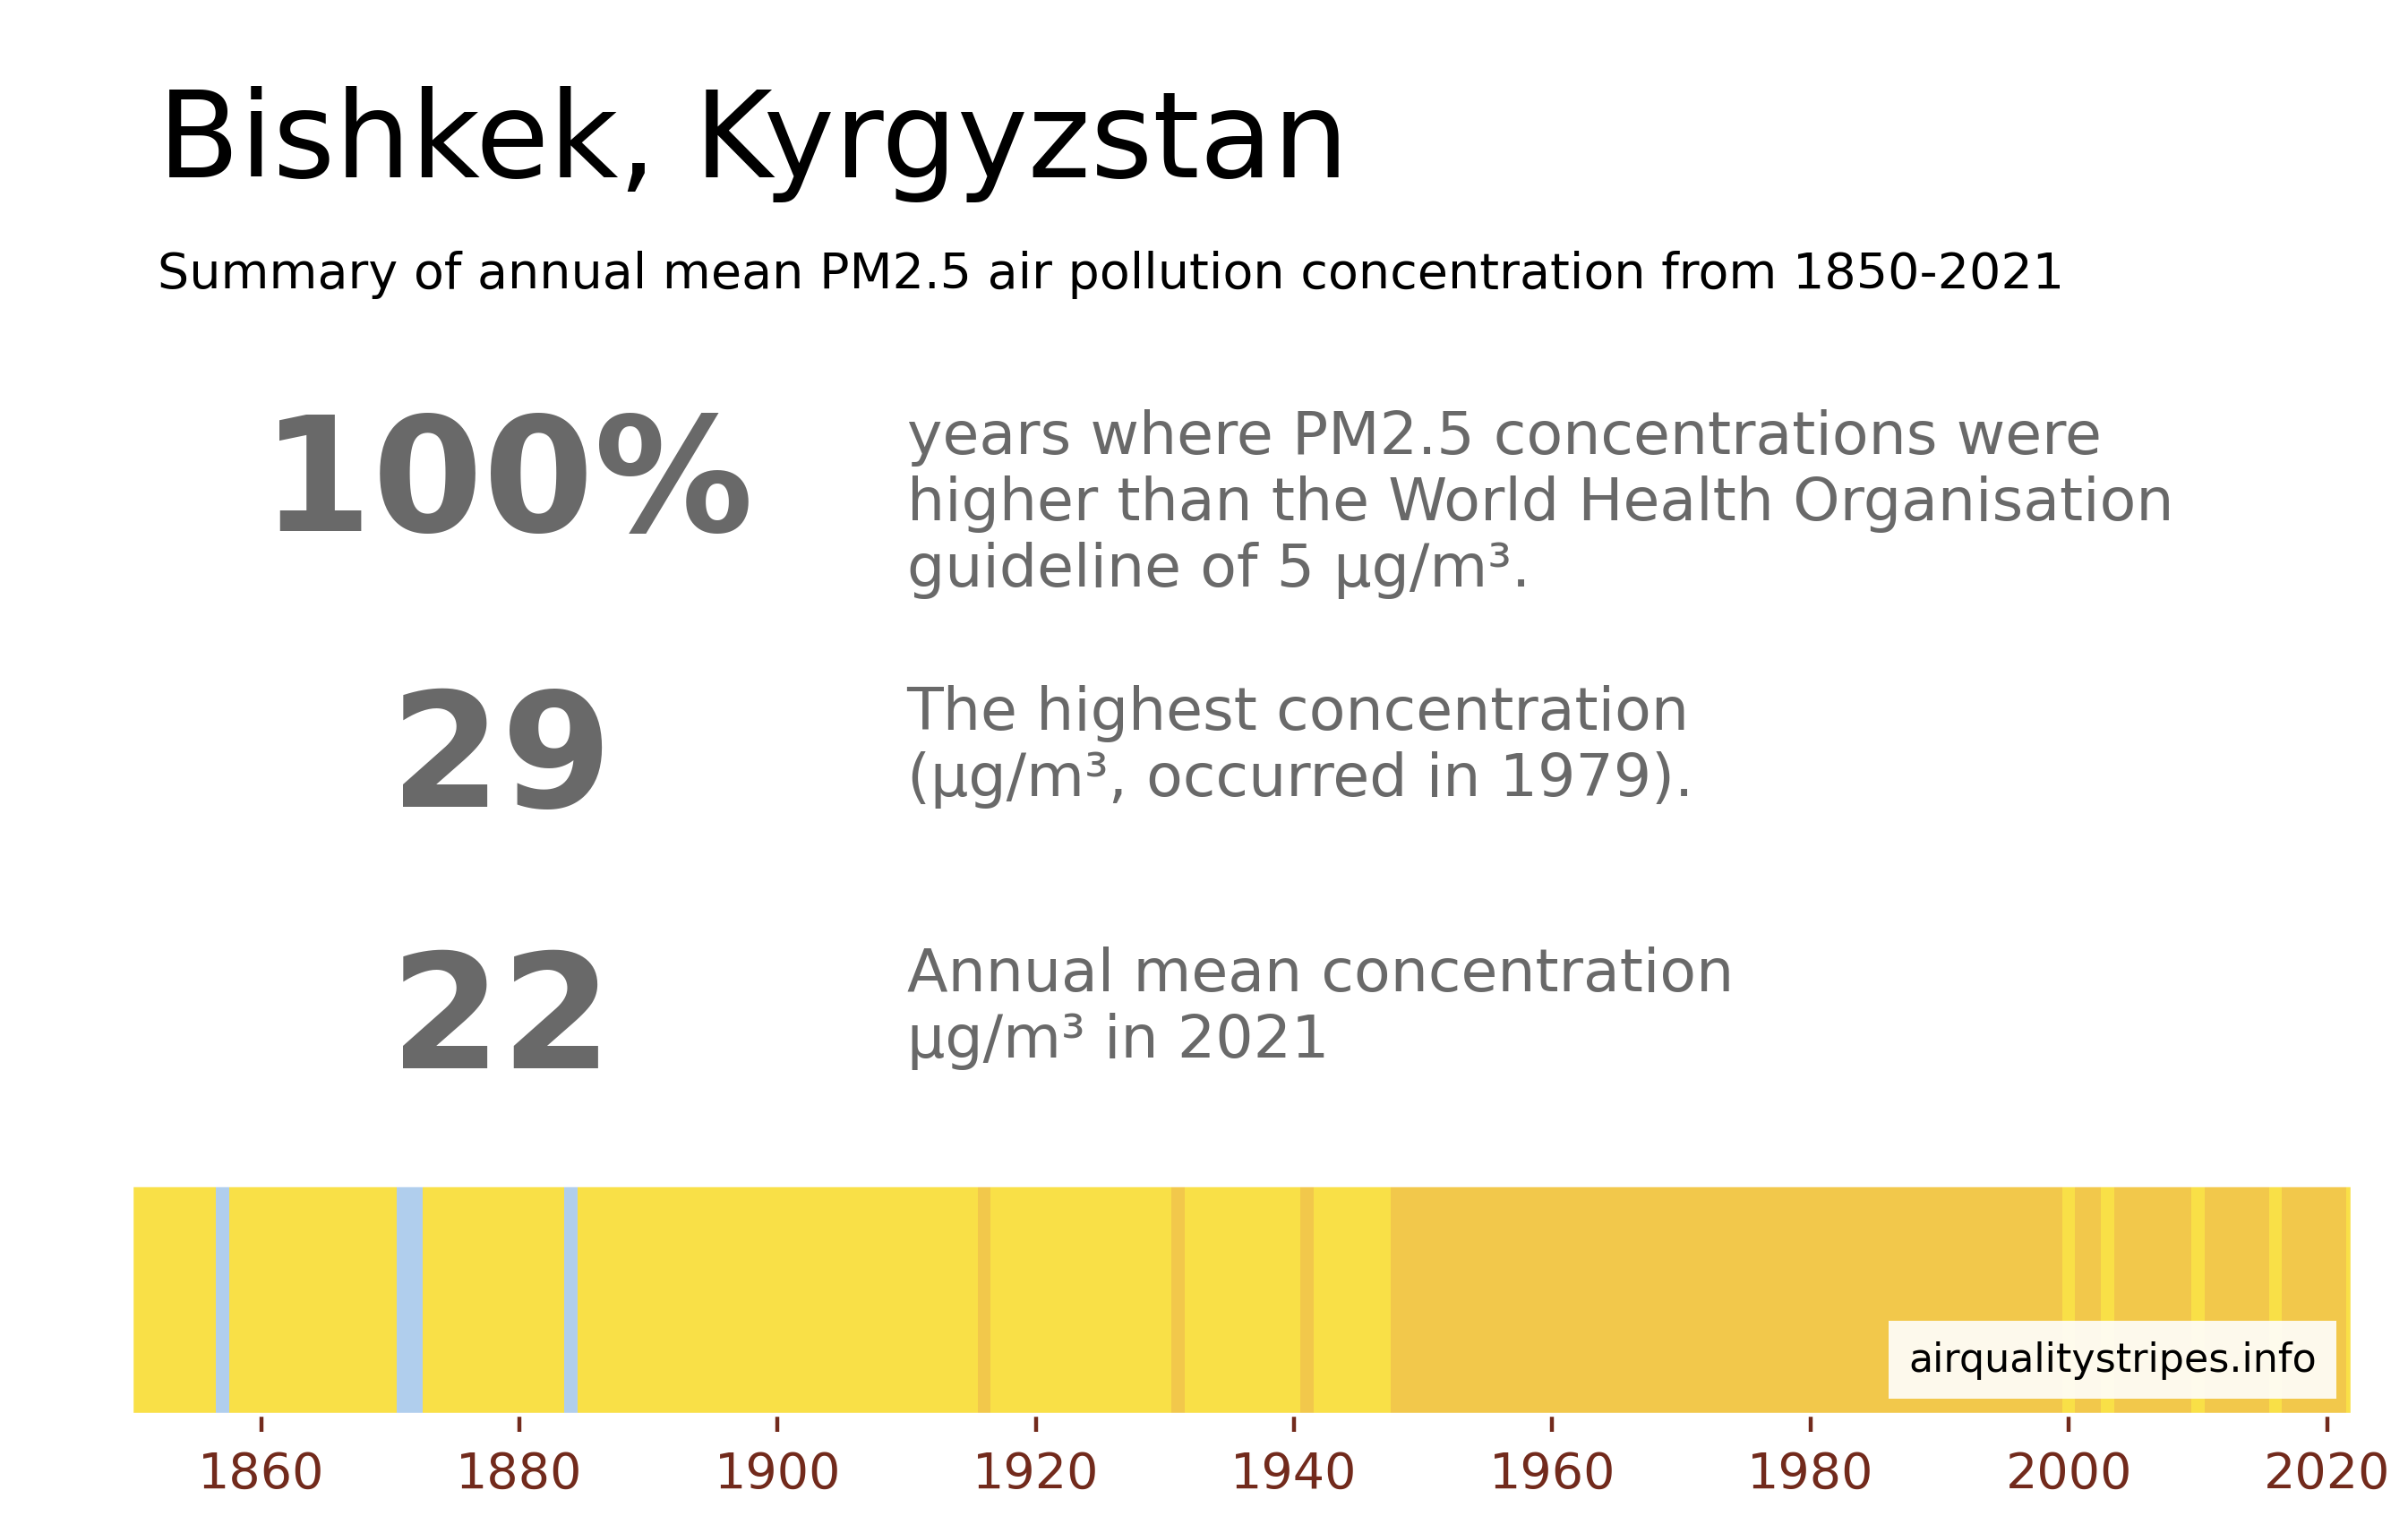 Bishkek, Kyrgyzstan
Summary of annual mean PM2.5 air pollution concentration from 1850-2021
100%
years where PM2.5 concentrations were
higher than the World Health Organisation
guideline of 5 µg/m³.
29
The highest concentration
(µg/m³, occurred in 1979).
22
Annual mean concentration
µg/m³ in 2021
airqualitystripes.info
1860 1880 1900 1920 1940 1960 1980 2000 2020